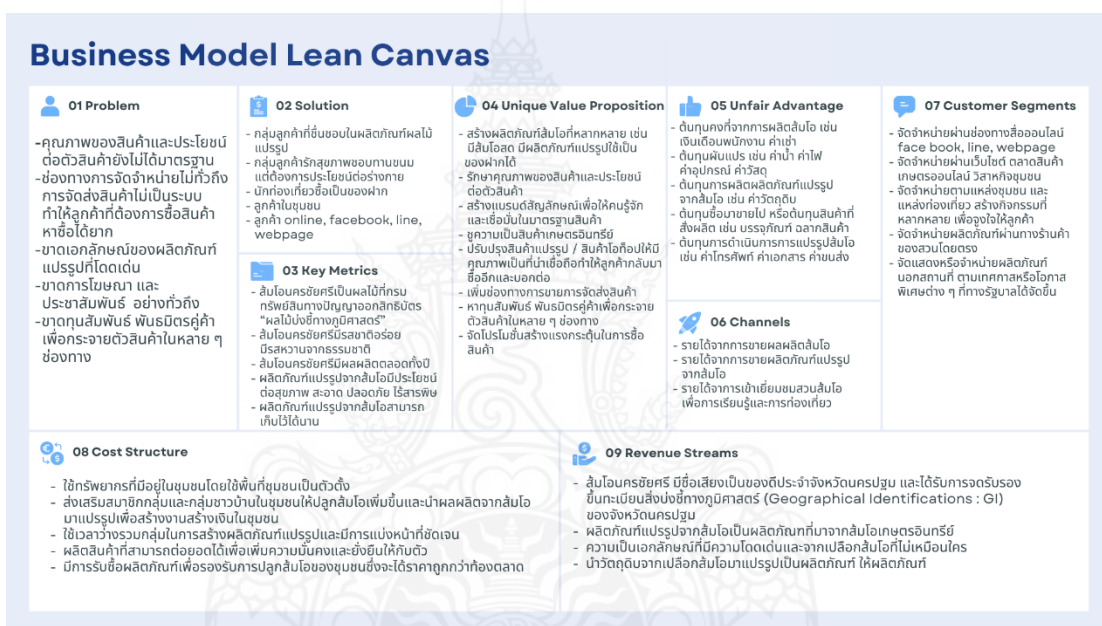 Business Model Lean Canvas
01 Problem
-คุณภาพของสินค้าและประโยชน์
ต่อตัวสินค้ายังไม่ได้มาตรฐาน
-ช่องทางการจัดจำหน่ายไม่ทั่วถึง
การจัดส่งสินค้าไม่เป็นระบบ
ทำให้ลูกค้าที่ต้องการซื้อสินค้า
หาซื้อได้ยาก
-ขาดเอกลักษณ์ของผลิตภัณฑ์
แปรรูปที่โดดเด่น
-ขาดการโฆษณา และ
ประชาสัมพันธ์ อย่างทั่วถึง
-ขาดทุนสัมพันธ์ พันธมิตรคู่ค้า
เพื่อกระจายตัวสินค้าในหลาย ๆ
ช่องทาง
02 Solution
- กลุ่มลูกค้าที่ชื่นชอบในผลิตภัณฑ์ผลไม้
แปรรูป
- กลุ่มลูกค้ารักสุขภาพชอบทานขนม
แต่ต้องการประโยชน์ต่อร่างกาย
- นักท่องเที่ยวซื้อเป็นของฝาก
- ลูกค้าในชุมชน
- ลูกค้า online, facebook, line,
webpage
03 Key Metrics
- ส้มโอนครชัยศรีเป็นผลไม้ที่กรม
ทรัพย์สินทางปัญญาออกสิทธิบัตร
"ผลไม้บ่งชี้ทางภูมิศาสตร์"
- ส้มโอนครชัยศรีมีรสชาติอร่อย
มีรสหวานจากธรรมชาติ
- ส้มโอนครชัยศรีมีผลผลิตตลอดทั้งปี
- ผลิตภัณฑ์แปรรูปจากส้มโอมีประโยชน์
ต่อสุขภาพ สะอาด ปลอดภัย ไร้สารพิษ
- ผลิตภัณฑ์แปรรูปจากส้มโอสามารถ
เก็บไว้ได้นาน
04 Unique Value Proposition
- สร้างผลิตภัณฑ์ส้มโอที่หลากหลาย เช่น
มีส้มโอสด มีผลิตภัณฑ์แปรรูปใช้เป็น
ของฝากได้
- รักษาคุณภาพของสินค้าและประโยชน์
ต่อตัวสินค้า
- สร้างแบรนด์สัญลักษณ์เพื่อให้คนรู้จัก
และเชื่อมั่นในมาตรฐานสินค้า
- ชูความเป็นสินค้าเกษตรอินทรีย์
- ปรับปรุงสินค้าแปรรูป / สินค้าโอท็อปให้มี
คุณภาพเป็นที่น่าเชื่อถือทำให้ลูกค้ากลับมา
ซื้ออีกและบอกต่อ
- เพิ่มช่องทางการขายการจัดส่งสินค้า
- หาทุนสัมพันธ์ พันธมิตรคู่ค้าเพื่อกระจาย
ตัวสินค้าในหลาย ๆ ช่องทาง
- จัดโปรโมชั่นสร้างแรงกระตุ้นในการซื้อ
สินค้า
05 Unfair Advantage
- ต้นทุนคงที่จากการผลิตส้มโอ เช่น
เงินเดือนพนักงาน ค่าเช่า
- ต้นทุนผันแปร เช่น ค่าน้ำ ค่าไฟ
ค่าอุปกรณ์ ค่าวัสดุ
- ต้นทุนการผลิตผลิตภัณฑ์แปรรูป
จากส้มโอ เช่น ค่าวัตถุดิบ
- ต้นทุนซื้อมาขายไป หรือต้นทุนสินค้าที่
สั่งผลิต เช่น บรรจุภัณฑ์ ฉลากสินค้า
- ต้นทุนการดำเนินการการแปรรูปส้มโอ
เช่น ค่าโทรศัพท์ ค่าเอกสาร ค่าขนส่ง
06 Channels
- รายได้จากการขายผลผลิตส้มโอ
- รายได้จากการขายผลิตภัณฑ์แปรรูป
จากส้มโอ
- รายได้จาการเข้าเยี่ยมชมสวนส้มโอ
เพื่อการเรียนรู้และการท่องเที่ยว
07 Customer Segments
- จัดจำหน่ายผ่านช่องทางสื่อออนไลน์
face book, line, webpage
- จัดจำหน่ายผ่านเว็บไซต์ ตลาดสินค้า
เกษตรออนไลน์ วิสาหกิจชุมชน
- จัดจำหน่ายตามแหล่งชุมชน และ
แหล่งท่องเที่ยว สร้างกิจกรรมที่
หลากหลาย เพื่อจูงใจให้ลูกค้า
- จัดจำหน่ายผลิตภัณฑ์ผ่านทางร้านค้า
ของสวนโดยตรง
- จัดแสดงหรือจำหน่ายผลิตภัณฑ์
นอกสถานที่ ตามเทศกาสหรือโอกาส
พิเศษต่าง ๆ ที่ทางรัฐบาลได้จัดขึ้น
08 Cost Structure
- ใช้ทรัพยากรที่มีอยู่ในชุมชนโดยใช้พื้นที่ชุมชนเป็นตัวตั้ง
- ส่งเสริมสมาชิกกลุ่มและกลุ่มชาวบ้านในชุมชนให้ปลูกส้มโอเพิ่มขึ้นและนำผลผลิตจากส้มโอ
มาแปรรูปเพื่อสร้างงานสร้างเงินในชุมชน
- ใช้เวลาว่างรวมกลุ่มในการสร้างผลิตภัณฑ์แปรรูปและมีการแบ่งหน้าที่ชัดเจน
- ผลิตสินค้าที่สามารถต่อยอดได้เพื่อเพิ่มความมั่นคงและยั่งยืนให้กับตัว
- มีการรับซื้อผลิตภัณฑ์เพื่อรองรับการปลูกส้มโอของชุมชนซึ่งจะได้ราคาถูกกว่าท้องตลาด
09 Revenue Streams
- ส้มโอนครชัยศรี มีชื่อเสียงเป็นของดีประจำจังหวัดนครปฐม และได้รับการจดรับรอง
ขึ้นทะเบียนสิ่งบ่งชี้ทางภูมิศาสตร์ (Geographical Identifications : GI)
ของจังหวัดนครปฐม
- ผลิตภัณฑ์แปรรูปจากส้มโอเป็นผลิตภัณฑ์ที่มาจากส้มโอเกษตรอินทรีย์
- ความเป็นเอกลักษณ์ที่มีความโดดเด่นและจากเปลือกส้มโอที่ไม่เหมือนใคร
- นำวัตถุดิบจากเปลือกส้มโอมาแปรรูปเป็นผลิตภัณฑ์ ให้ผลิตภัณฑ์